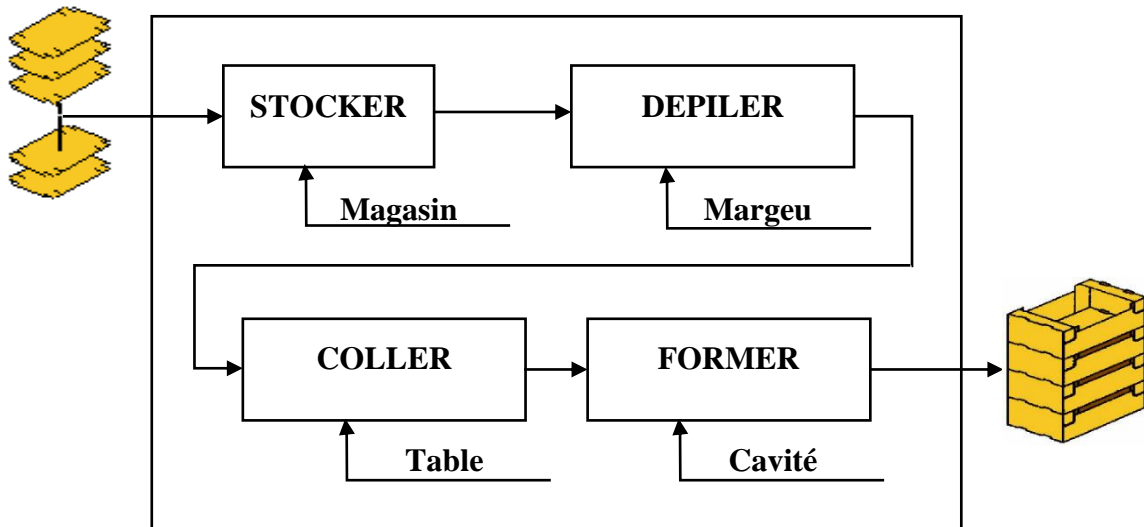 STOCKER
DEPILER
Magasin
Margeu
COLLER
FORMER
Table
Cavité